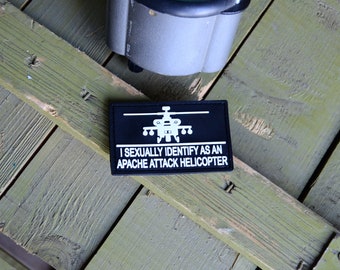 I SEXUALLY IDENTIFY AS AN
APACHE ATTACK HELICOPTER